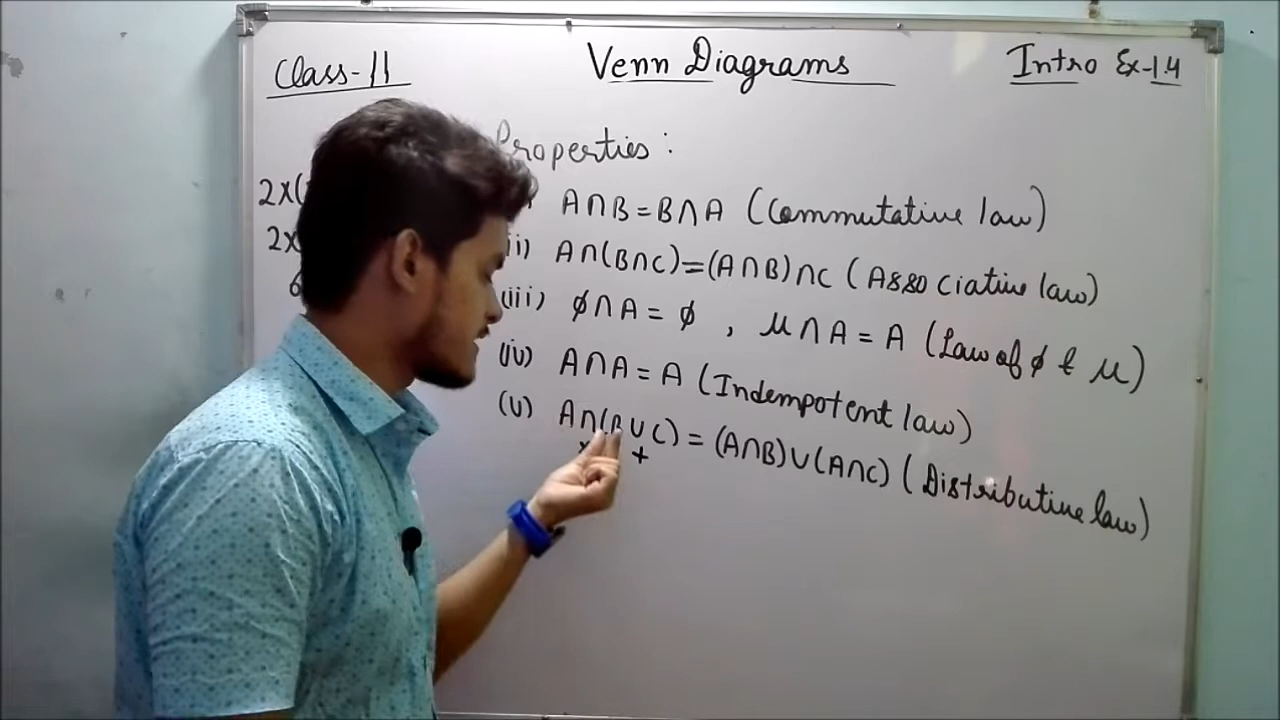 Class-11
Venn Diagrams
Intro Ex-1.4
Properties :
A∩B = B∩A (Commutative law)
ii) A∩(B∩C) = (A∩B)∩C (Associative law)
(iii) φ∩A = φ , μ∩A = A (Law of φ & μ)
(iv) A∩A = A (Indempotent law)
(v) A∩(B∪C) = (A∩B)∪(A∩C) (Distributive law)
+
2x(
2x
6